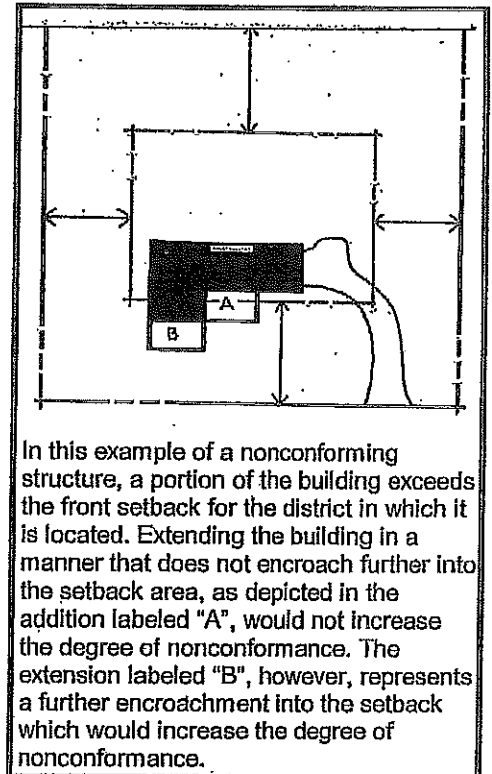 A
B
In this example of a nonconforming
structure, a portion of the building exceeds
the front setback for the district in which it
is located. Extending the building in a
manner that does not encroach further into
the setback area, as depicted in the
addition labeled "A", would not increase
the degree of nonconformance. The
extension labeled "B", however, represents
a further encroachment into the setback
which would increase the degree of
nonconformance.